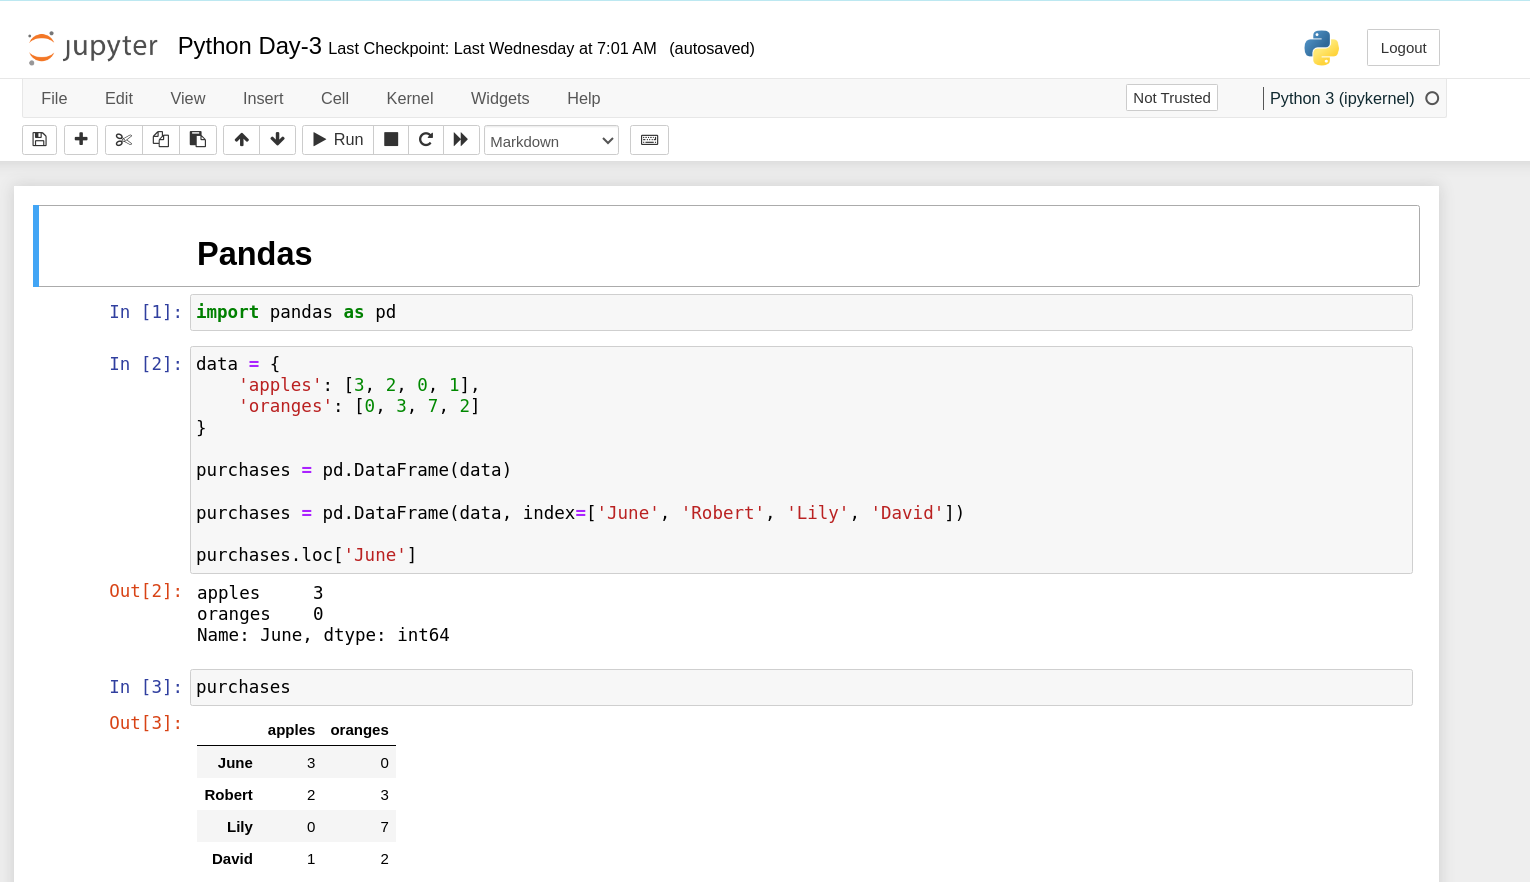 jupyter Python Day-3 Last Checkpoint: Last Wednesday at 7:01 AM (autosaved) Logout
File Edit View Insert Cell Kernel Widgets Help Not Trusted Python 3 (ipykernel)
Run Markdown
Pandas
In [1]: import pandas as pd
In [2]: data = {
    'apples': [3, 2, 0, 1],
    'oranges': [0, 3, 7, 2]
}
purchases = pd.DataFrame(data)
purchases = pd.DataFrame(data, index=['June', 'Robert', 'Lily', 'David'])
purchases.loc['June']
Out[2]: apples     3
oranges    0
Name: June, dtype: int64
In [3]: purchases
Out[3]:
apples oranges
June 3 0
Robert 2 3
Lily 0 7
David 1 2